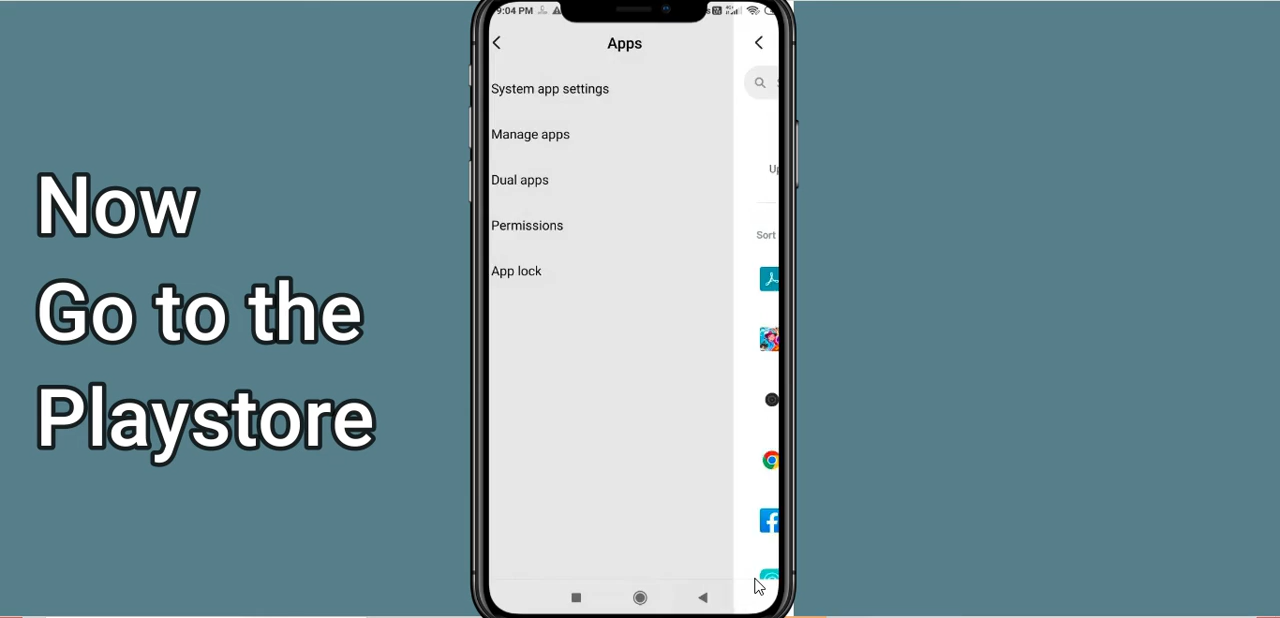 Now
Go to the
Playstore
9:04 PM
Apps
System app settings
Manage apps
Dual apps
Permissions
App lock
Sort